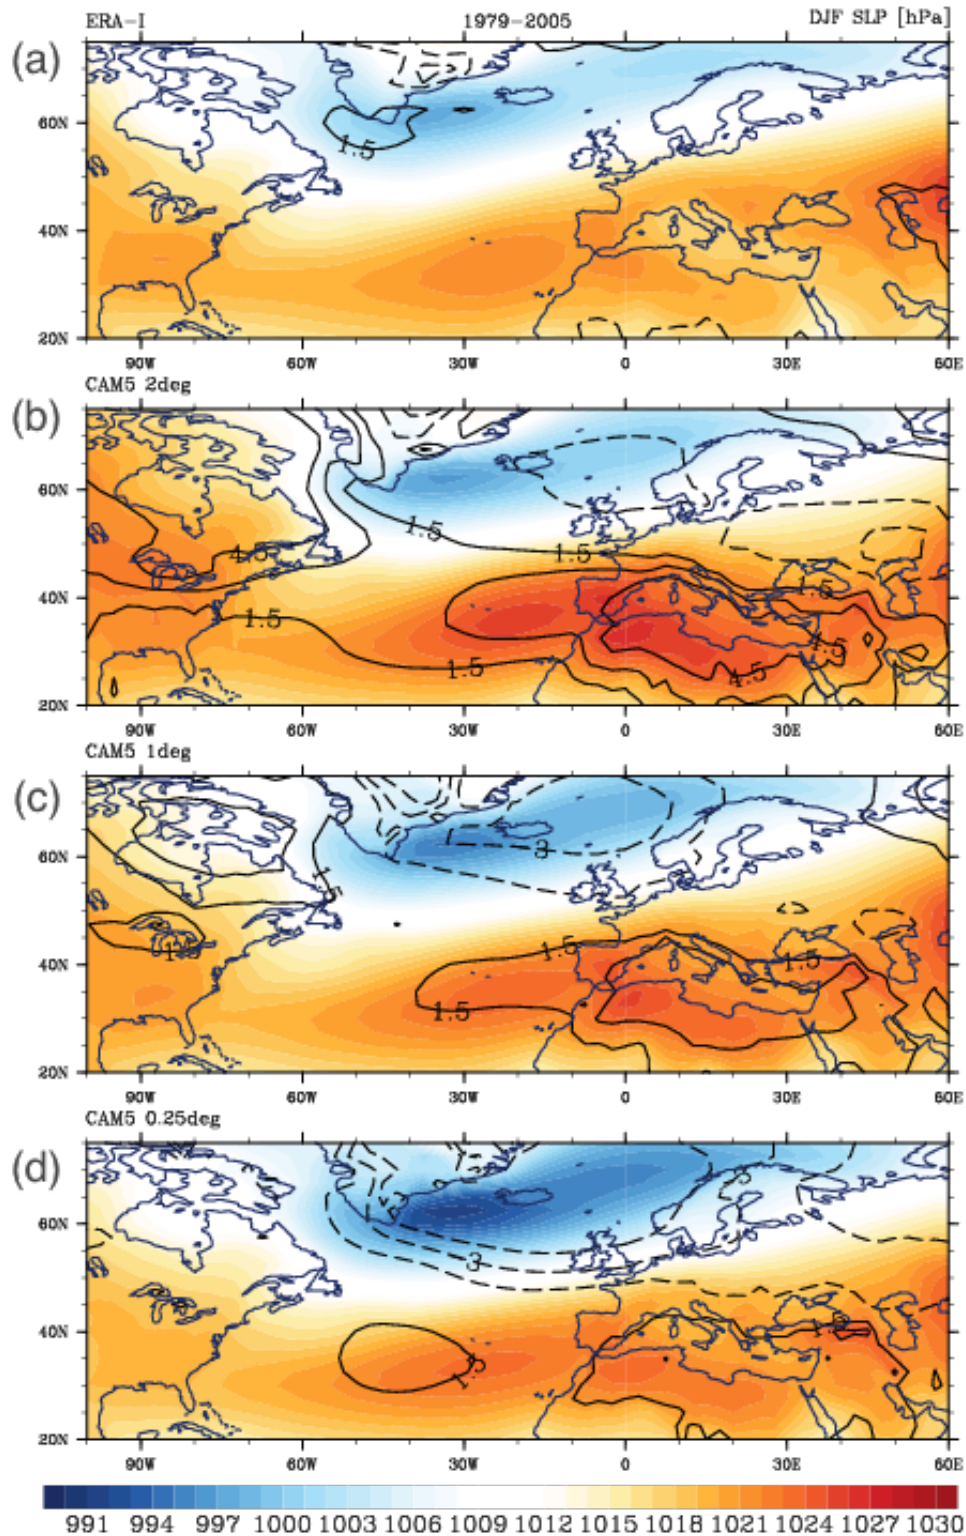 ERA-I 1979-2005 DJF SLP [hPa]
(a)
60N
1.5
40N
20N
90W 60W 30W 0 30E 60E
CAM5 2deg
(b)
60N
1.5
4.5 1.5
40N 1.5
1.5
4.5
1.5 4.5
20N
90W 60W 30W 0 30E 60E
CAM5 1deg
(c)
60N 3
1.5
1.5 1.5
40N
1.5
20N
90W 60W 30W 0 30E 60E
CAM5 0.25deg
(d)
3
3
60N
3
40N
1.5
1.5
20N
90W 60W 30W 0 30E 60E
991 994 997 1000 1003 1006 1009 1012 1015 1018 1021 1024 1027 1030